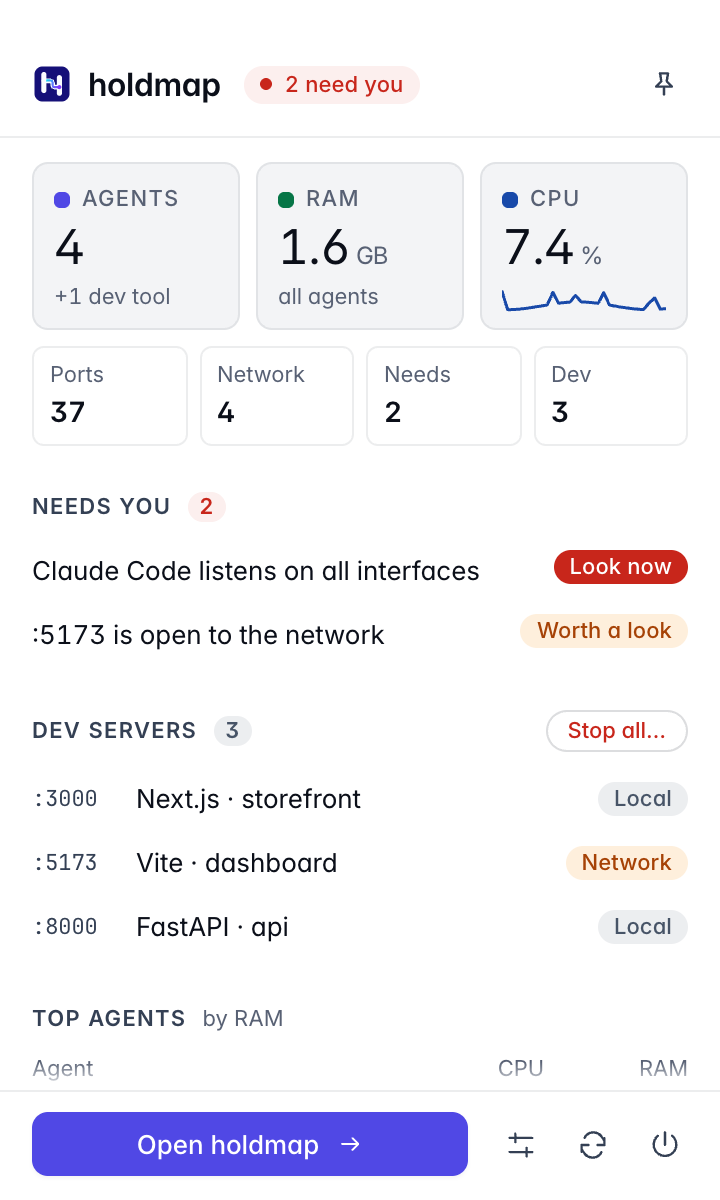 holdmap
2 need you
AGENTS
4
+1 dev tool
RAM
1.6 GB
all agents
CPU
7.4 %
Ports
37
Network
4
Needs
2
Dev
3
NEEDS YOU 2
Claude Code listens on all interfaces Look now
:5173 is open to the network Worth a look
DEV SERVERS 3 Stop all...
:3000 Next.js · storefront Local
:5173 Vite · dashboard Network
:8000 FastAPI · api Local
TOP AGENTS by RAM
Agent CPU RAM
Open holdmap →